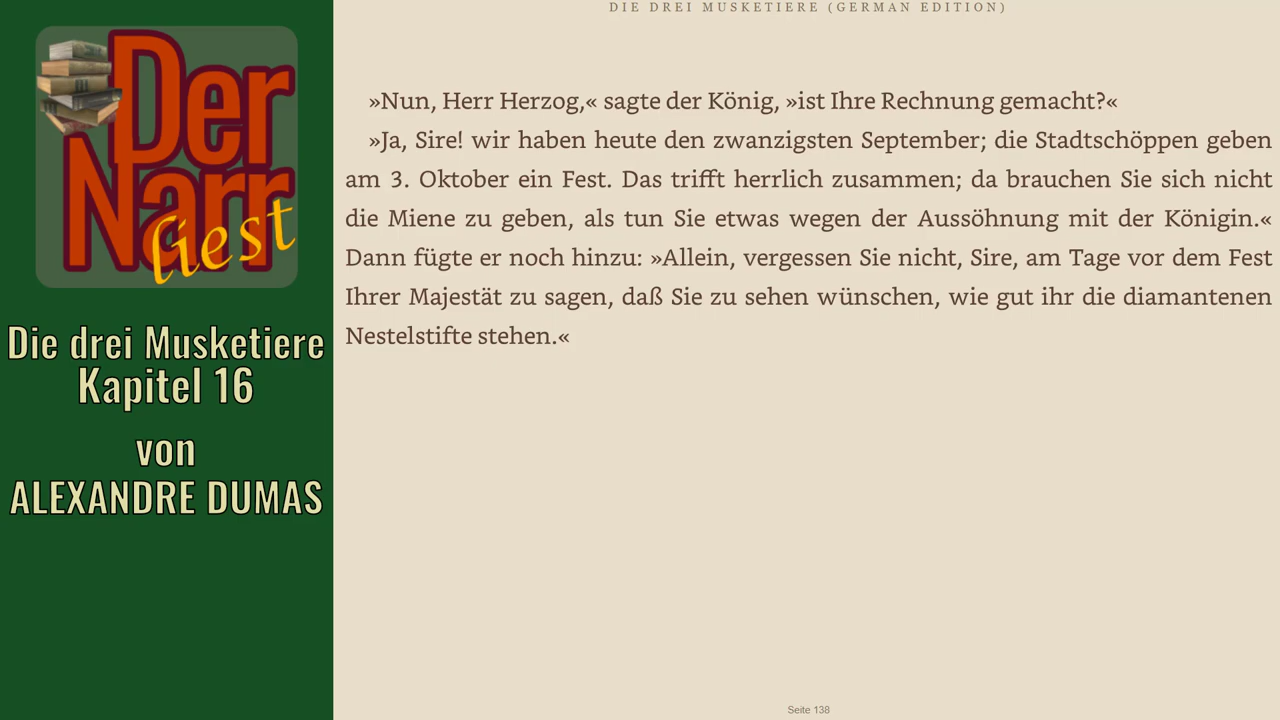 Der
Narr
liest
Die drei Musketiere
Kapitel 16
von
ALEXANDRE DUMAS
DIE DREI MUSKETIERE (GERMAN EDITION)
»Nun, Herr Herzog,« sagte der König, »ist Ihre Rechnung gemacht?«
»Ja, Sire! wir haben heute den zwanzigsten September; die Stadtschöppen geben
am 3. Oktober ein Fest. Das trifft herrlich zusammen; da brauchen Sie sich nicht
die Miene zu geben, als tun Sie etwas wegen der Aussöhnung mit der Königin.«
Dann fügte er noch hinzu: »Allein, vergessen Sie nicht, Sire, am Tage vor dem Fest
Ihrer Majestät zu sagen, daß Sie zu sehen wünschen, wie gut ihr die diamantenen
Nestelstifte stehen.«
Seite 138